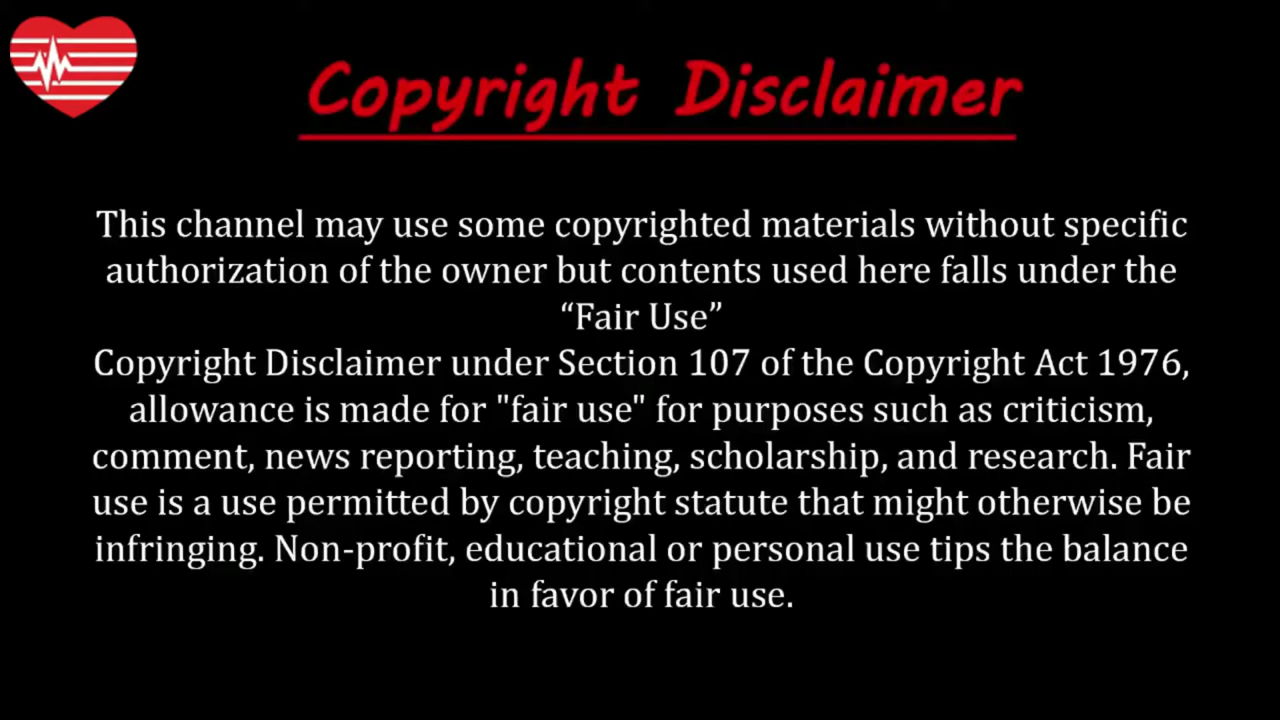 Copyright Disclaimer
This channel may use some copyrighted materials without specific
authorization of the owner but contents used here falls under the
“Fair Use”
Copyright Disclaimer under Section 107 of the Copyright Act 1976,
allowance is made for "fair use" for purposes such as criticism,
comment, news reporting, teaching, scholarship, and research. Fair
use is a use permitted by copyright statute that might otherwise be
infringing. Non-profit, educational or personal use tips the balance
in favor of fair use.